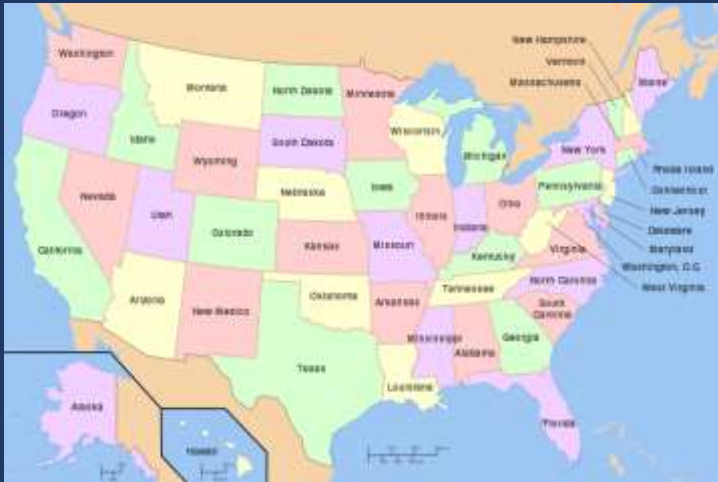 Washington
Montana
North Dakota
Minnesota
Oregon
Idaho
South Dakota
Wisconsin
Wyoming
Michigan
New York
Maine
New Hampshire
Vermont
Massachusetts
Rhode Island
Connecticut
New Jersey
Delaware
Maryland
Washington, D.C.
West Virginia
Nebraska
Iowa
Pennsylvania
Nevada
Utah
Colorado
Kansas
Missouri
Illinois
Indiana
Ohio
Virginia
Kentucky
California
Arizona
New Mexico
Oklahoma
Arkansas
Tennessee
North Carolina
South
Carolina
Mississippi
Alabama
Georgia
Texas
Louisiana
Florida
Alaska
Hawaii